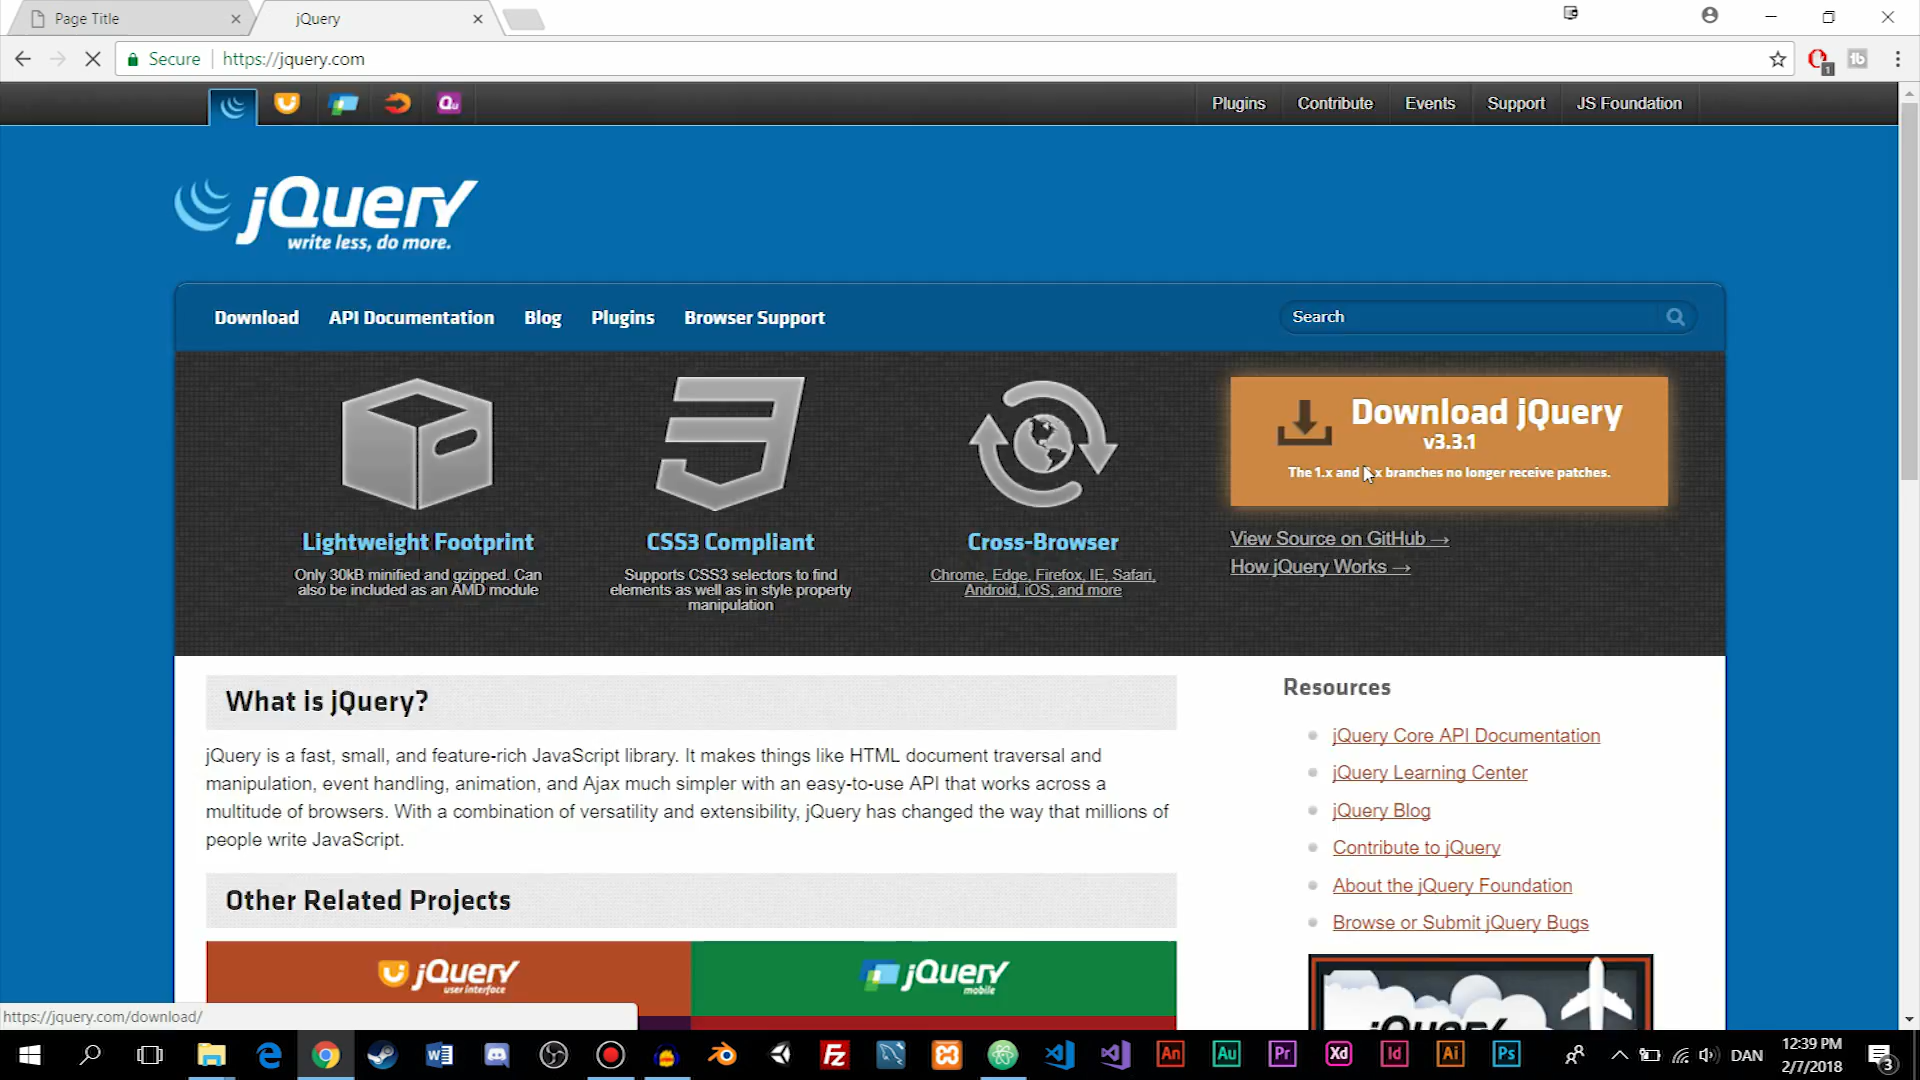 Page Title
jQuery
Secure
https://jquery.com
1
Qu
Plugins
Contribute
Events
Support
JS Foundation
jQuery
write less, do more.
Download
API Documentation
Blog
Plugins
Browser Support
Search
Download jQuery
v3.3.1
The 1.x and x branches no longer receive patches.
View Source on GitHub →
How jQuery Works →
Lightweight Footprint
Only 30kB minified and gzipped. Can
also be included as an AMD module
CSS3 Compliant
Supports CSS3 selectors to find
elements as well as in style property
manipulation
Cross-Browser
Chrome, Edge, Firefox, IE, Safari,
Android, iOS, and more
What is jQuery?
jQuery is a fast, small, and feature-rich JavaScript library. It makes things like HTML document traversal and
manipulation, event handling, animation, and Ajax much simpler with an easy-to-use API that works across a
multitude of browsers. With a combination of versatility and extensibility, jQuery has changed the way that millions of
people write JavaScript.
Other Related Projects
jQuery
user interface
jQuery
mobile
Resources
jQuery Core API Documentation
jQuery Learning Center
jQuery Blog
Contribute to jQuery
About the jQuery Foundation
Browse or Submit jQuery Bugs
jQuery
https://jquery.com/download/
Fz
An
Au
Pr
Xd
Id
Ai
Ps
DAN
12:39 PM
2/7/2018
3